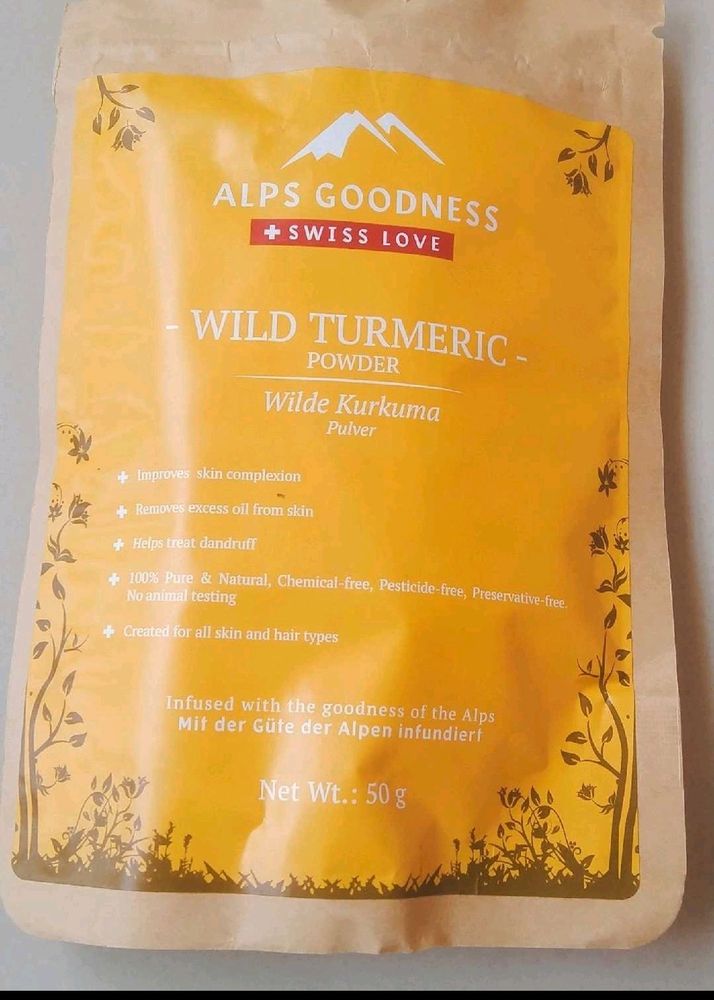 ALPS GOODNESS
SWISS LOVE
- WILD TURMERIC -
POWDER
Wilde Kurkuma
Pulver
Improves skin complexion
Removes excess oil from skin
Helps treat dandruff
100% Pure & Natural, Chemical-free, Pesticide-free, Preservative-free.
No animal testing
Created for all skin and hair types
Infused with the goodness of the Alps
Mit der Güte der Alpen infundiert
Net Wt.: 50 g